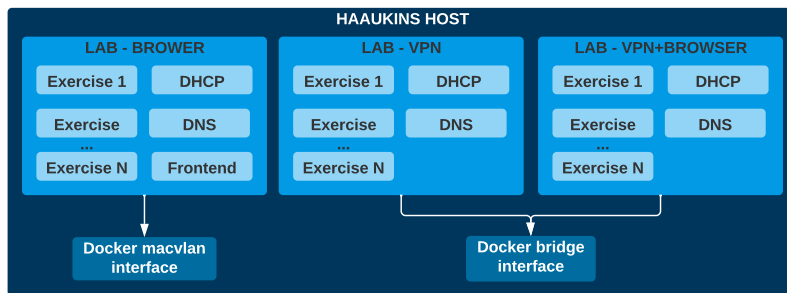 HAAUKINS HOST
LAB - BROWER
Exercise 1
DHCP
Exercise
DNS
...
Exercise N
Frontend
LAB - VPN
Exercise 1
DHCP
Exercise
DNS
...
Exercise N
LAB - VPN+BROWSER
Exercise 1
DHCP
Exercise
DNS
...
Exercise N
Docker macvlan
interface
Docker bridge
interface